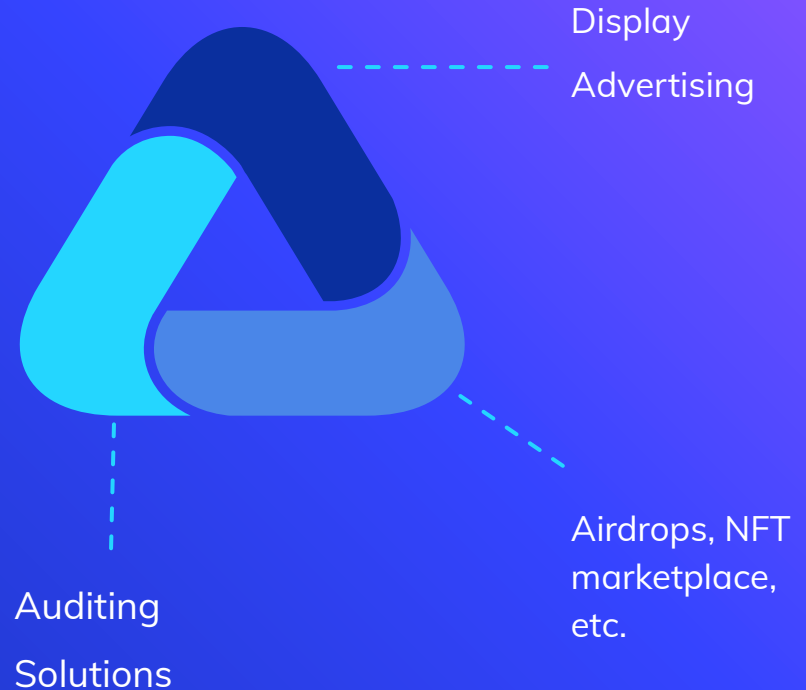 Display
Advertising
Airdrops, NFT
marketplace,
etc.
Auditing
Solutions